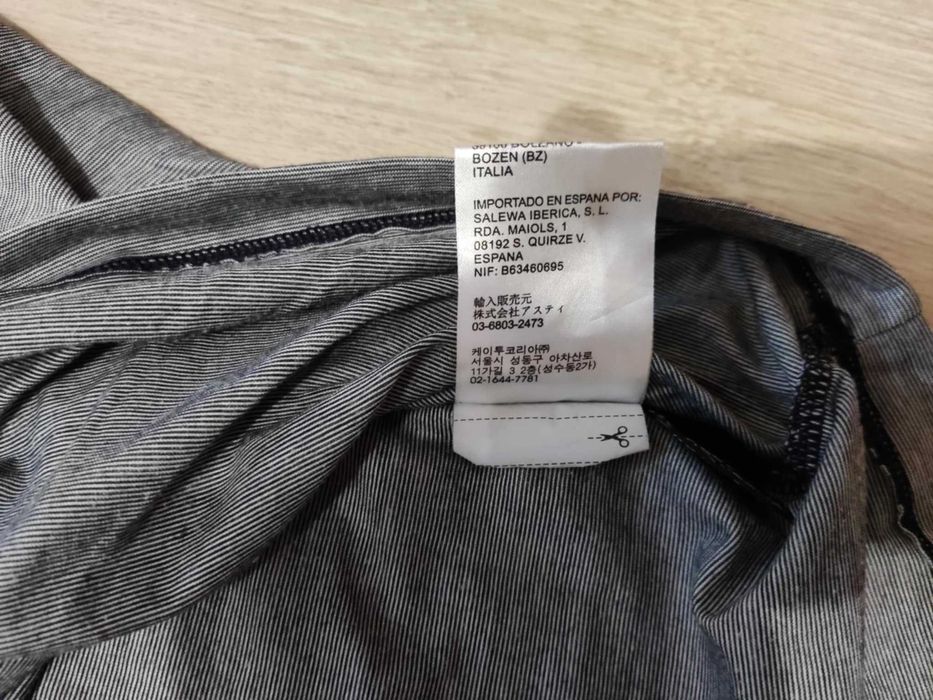 39100 BOLZANO -
BOZEN (BZ)
ITALIA
IMPORTADO EN ESPANA POR:
SALEWA IBERICA, S. L.
RDA. MAIOLS, 1
08192 S. QUIRZE V.
ESPANA
NIF: B63460695
輸入販売元
株式会社アスティ
03-6803-2473
케이투코리아㈜
서울시 성동구 아차산로
11가길 3 2층(성수동2가)
02-1644-7781